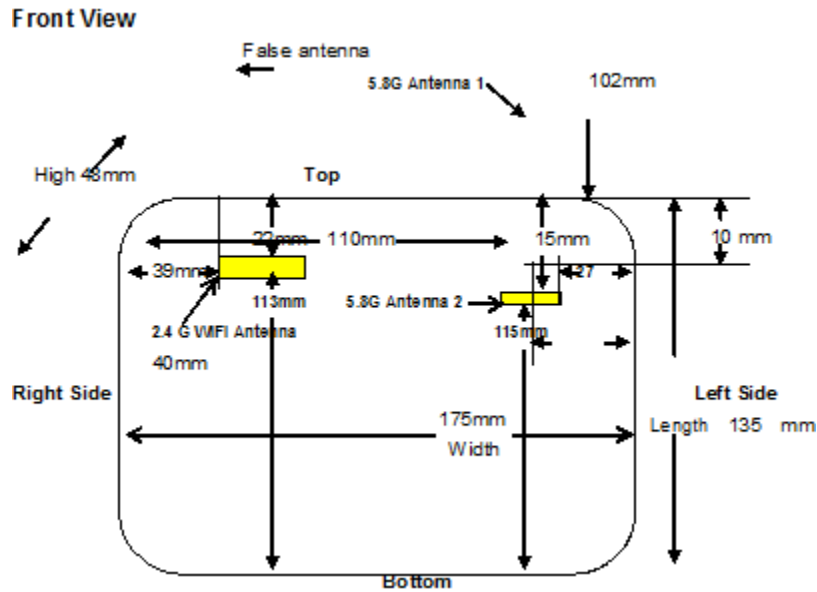 Front View
False antenna
5.8G Antenna 1
102mm
High 48mm
Top
22mm
110mm
15mm
10 mm
39mm
27
113mm
5.8G Antenna 2
2.4 G WIFI Antenna
115mm
40mm
Right Side
Left Side
175mm
Width
Length 135 mm
Bottom